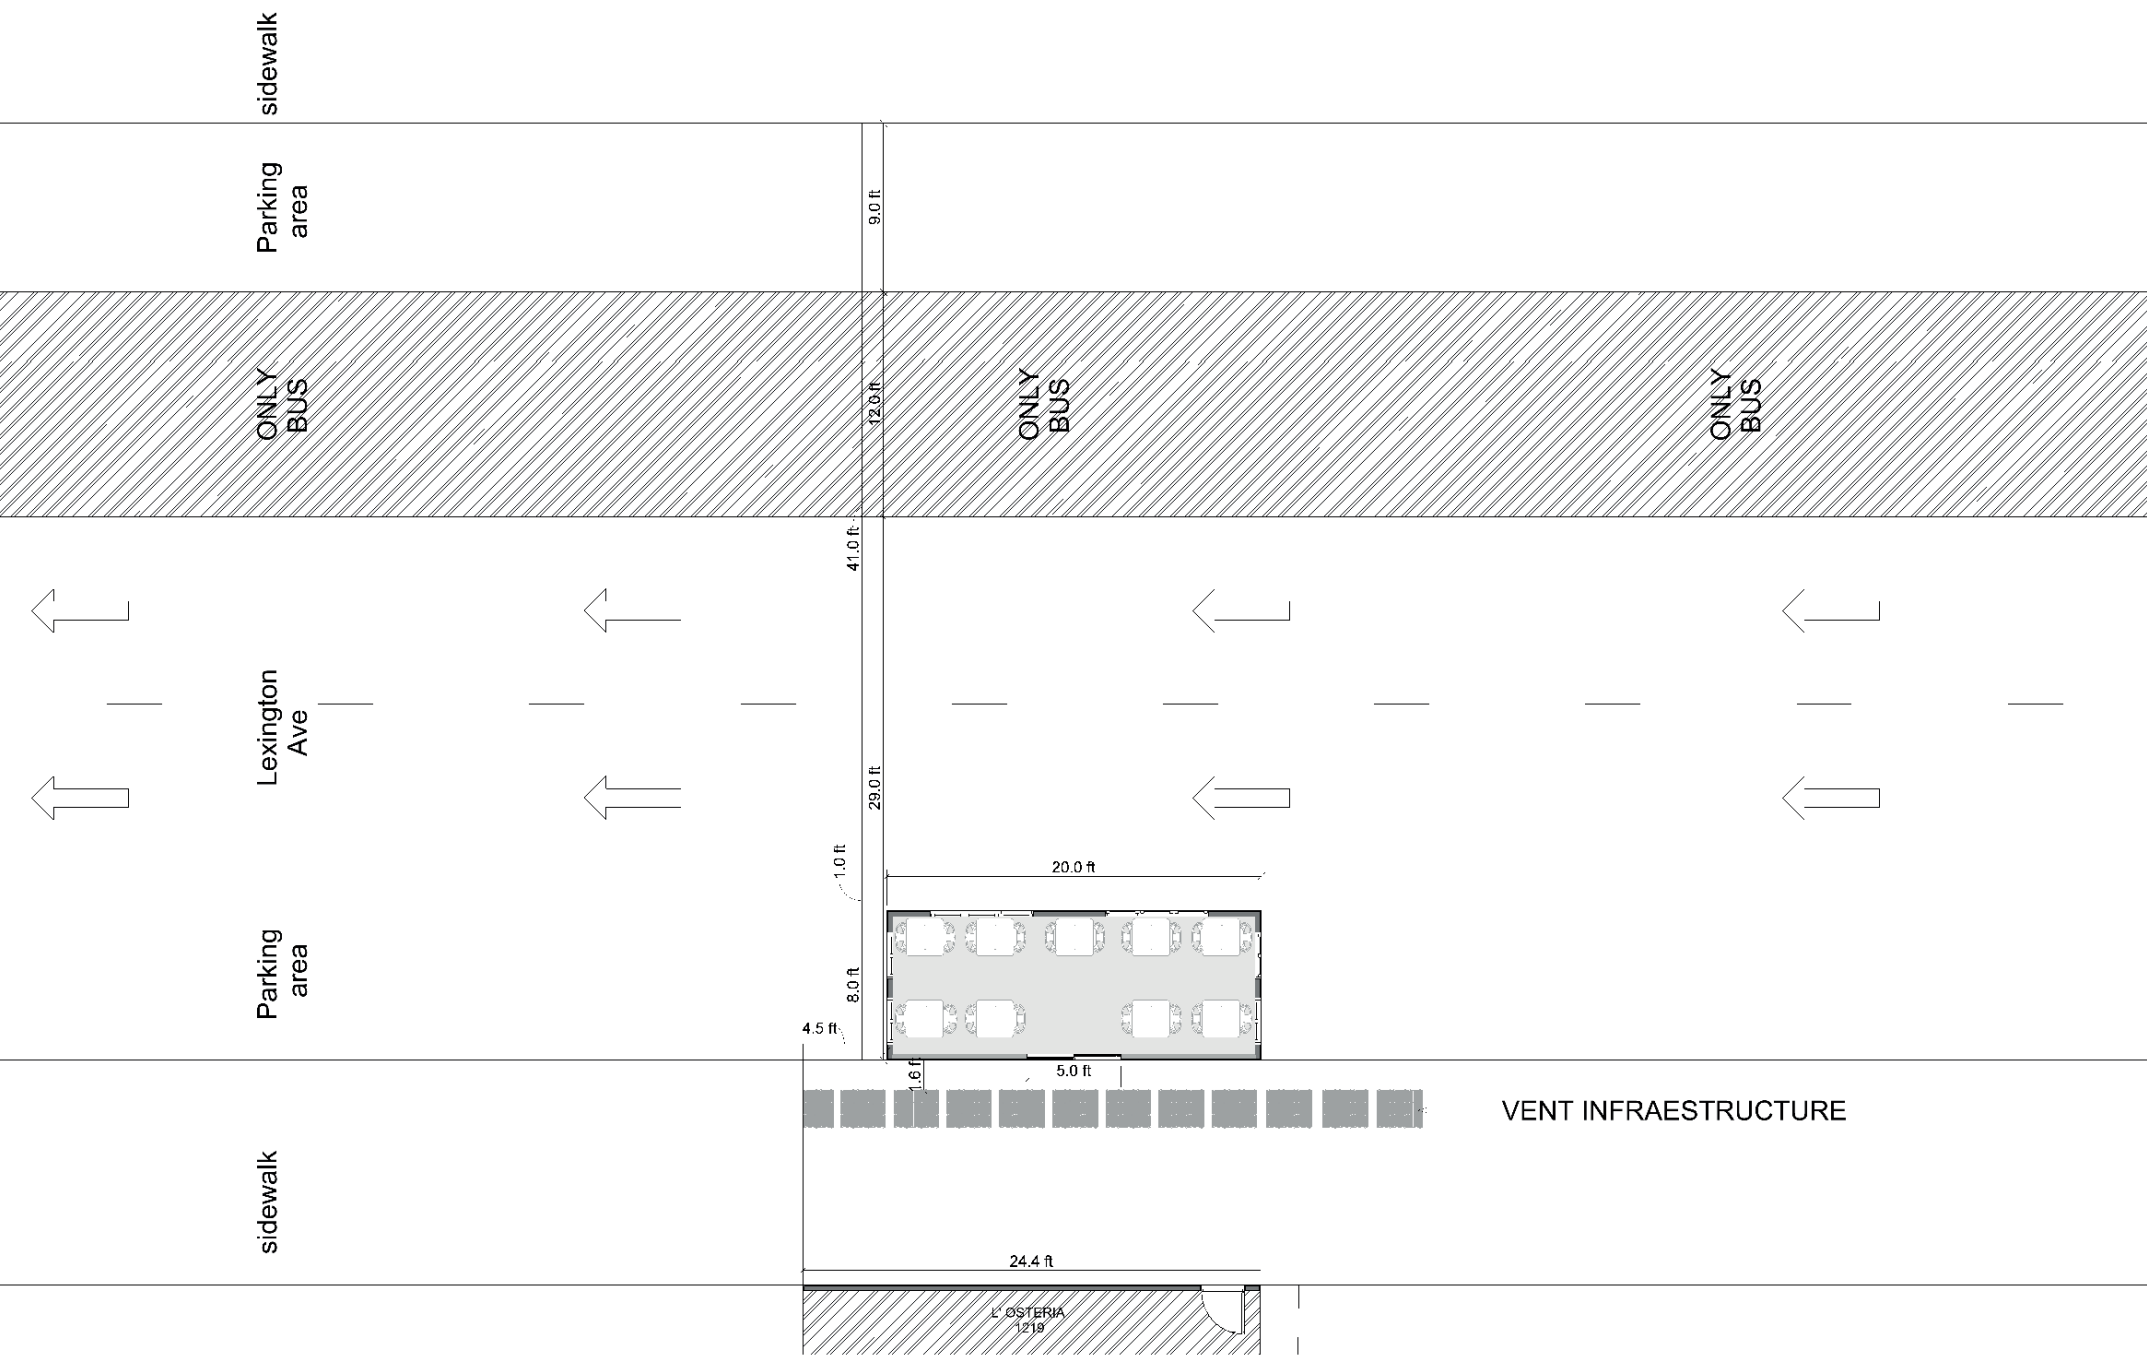 sidewalk
Parking
area
9.0 ft
ONLY
BUS
12.0 ft
ONLY
BUS
ONLY
BUS
41.0 ft
Lexington
Ave
29.0 ft
1.0 ft
20.0 ft
Parking
area
8.0 ft
4.5 ft
1.6 ft
5.0 ft
VENT INFRAESTRUCTURE
sidewalk
24.4 ft
L' OSTERIA
1219